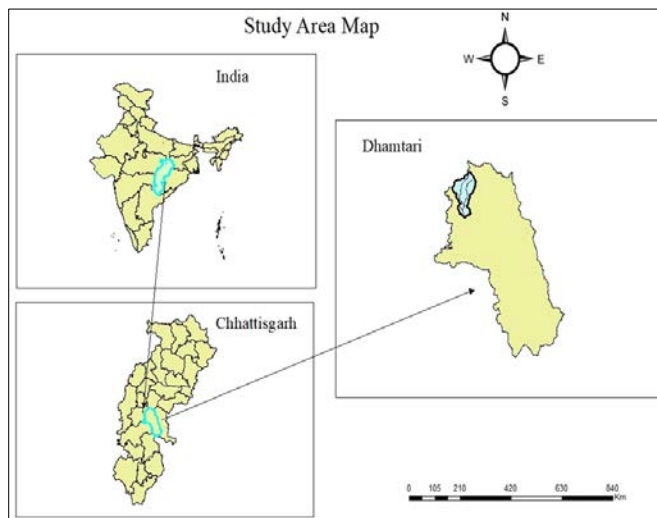 Study Area Map
N
W E
S
India
Dhamtari
Chhattisgarh
0 105 210 420 630 840
Km